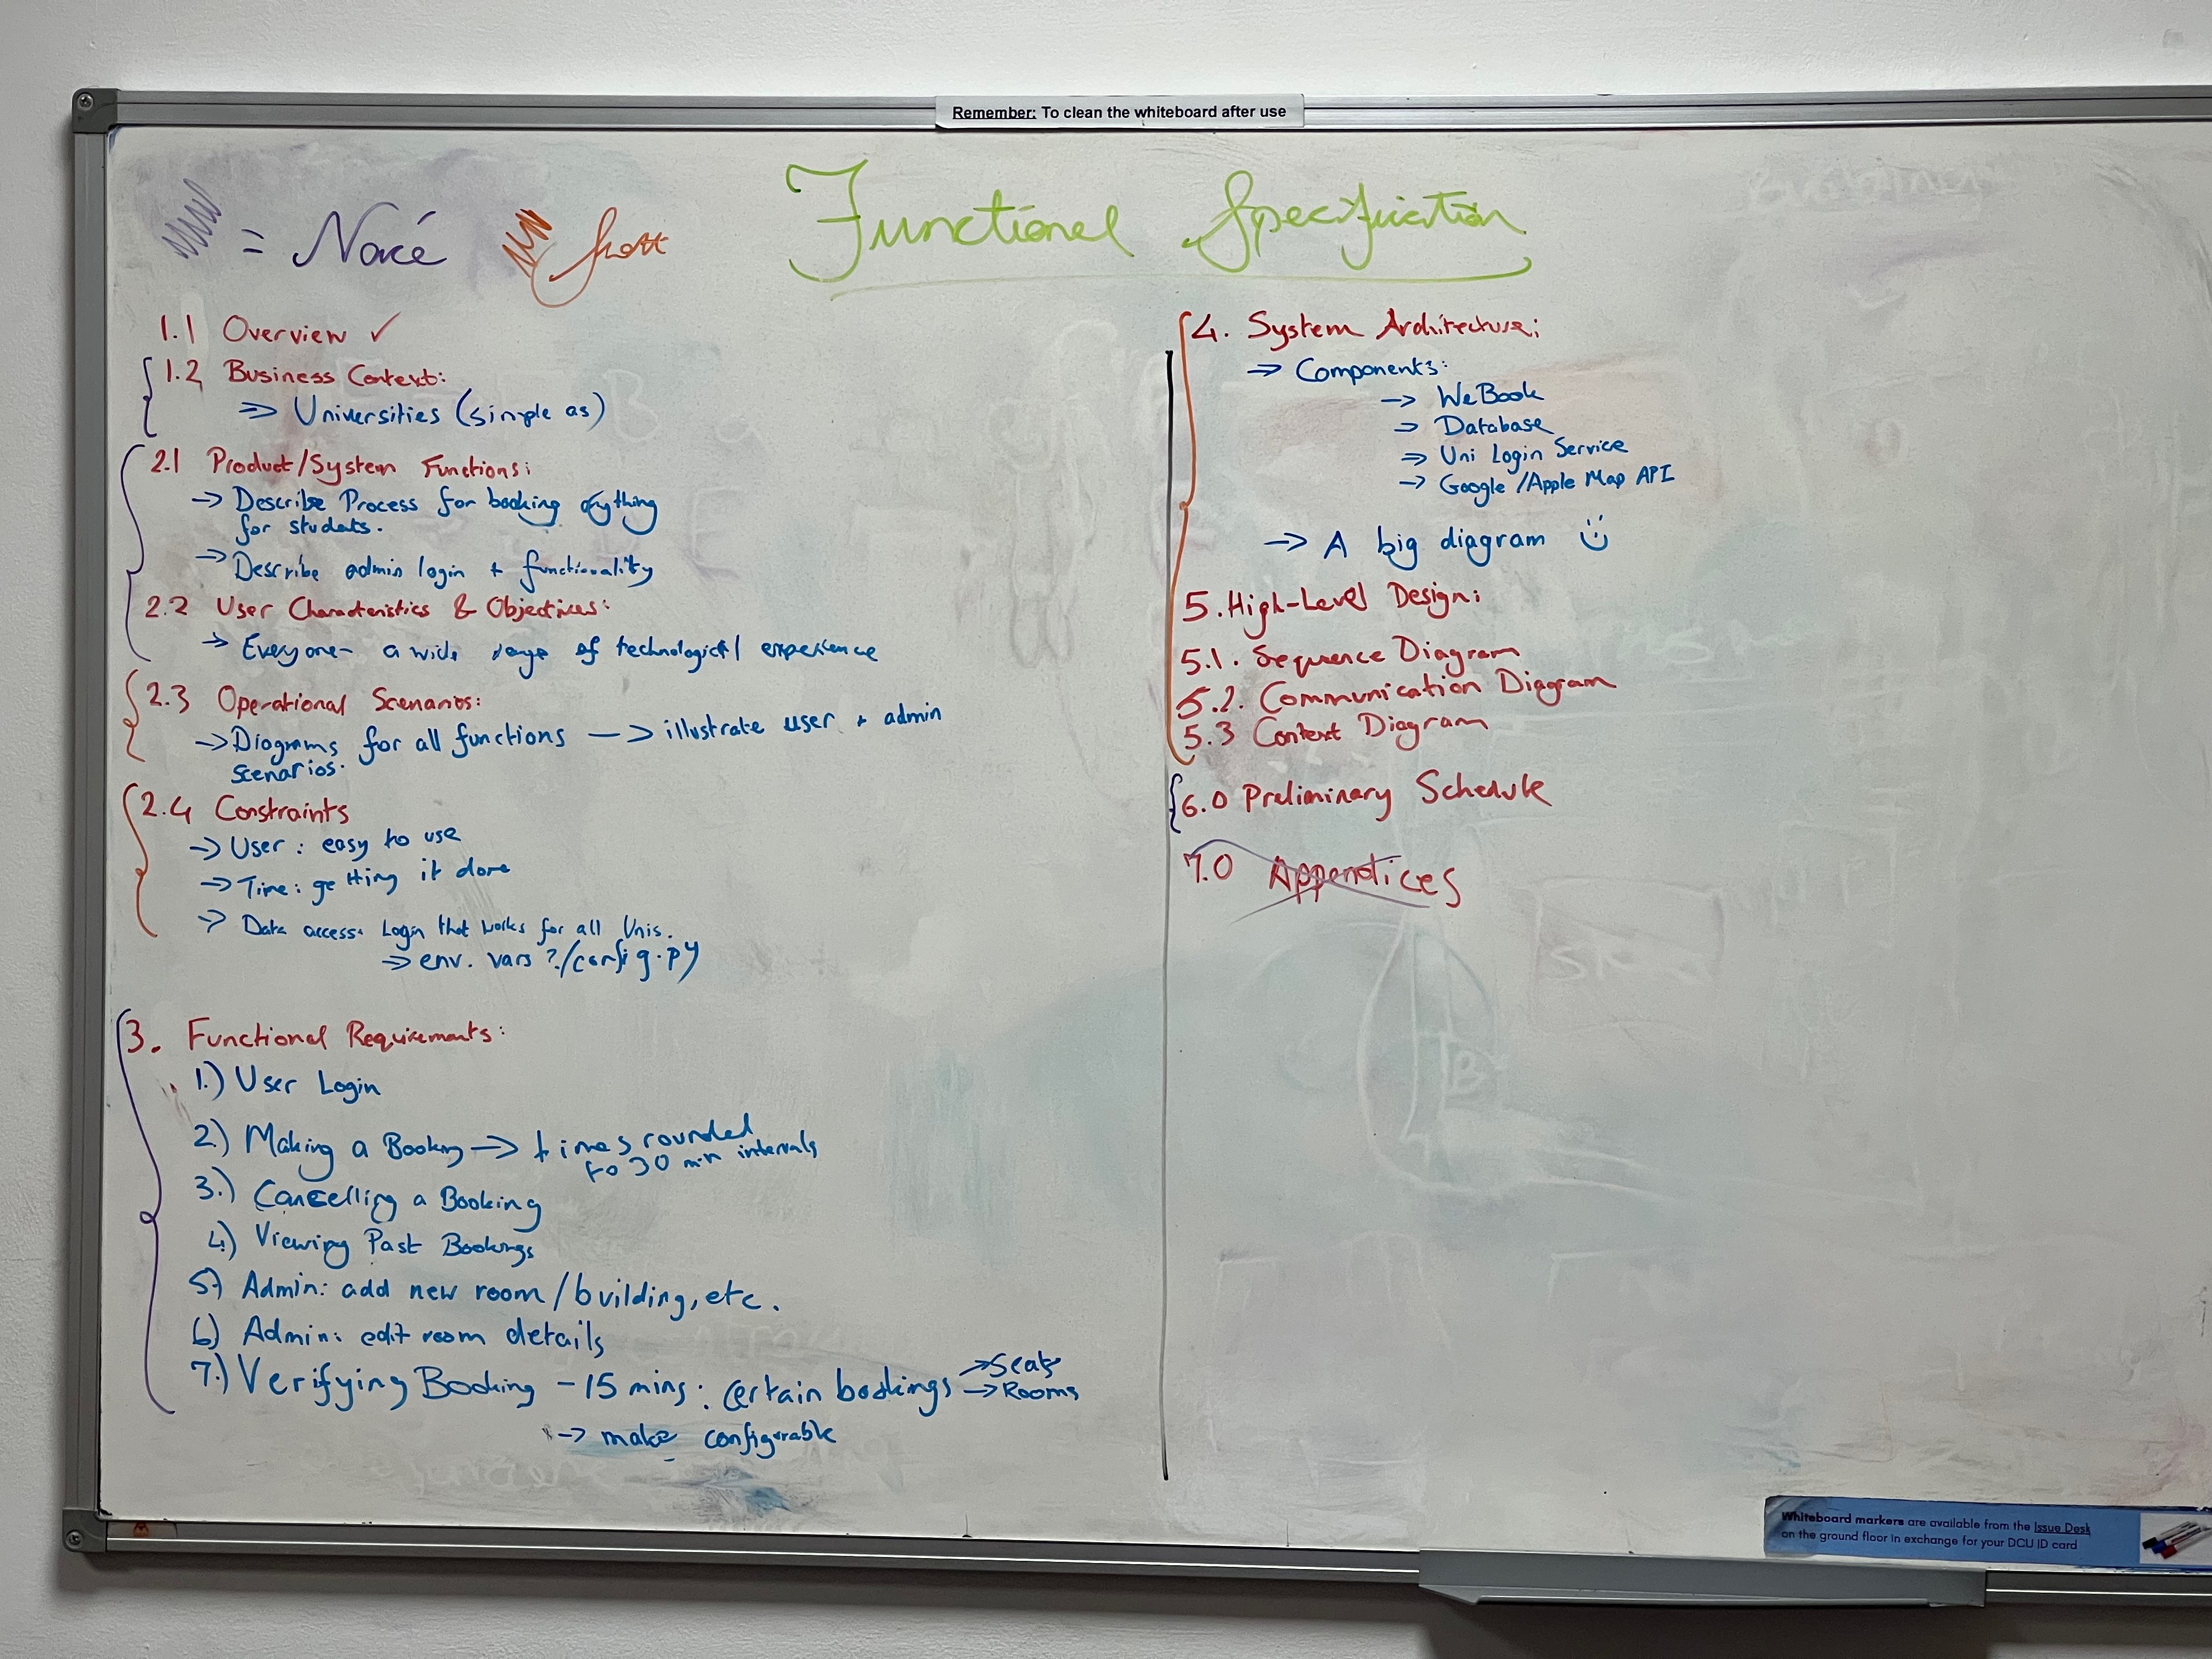 Remember: To clean the whiteboard after use
Functional Specification
= Nacé
1.1 Overview ✓
1.2 Business Context:
⇒ Universities (simple as)
2.1 Product/System Functions:
→ Describe Process for booking anything
for students.
→ Describe admin login + functionality
2.2 User Characteristics & Objectives:
→ Everyone - a wide range of technological experience
2.3 Operational Scenarios:
→ Diagrams for all functions → illustrate user + admin
scenarios.
2.4 Constraints
→ User: easy to use
→ Time: getting it done
→ Data access: Login that works for all Unis.
⇒ env. vars?/config.py
3. Functional Requirements:
1.) User Login
2.) Making a Booking → times rounded
to 30 min intervals
3.) Cancelling a Booking
4.) Viewing Past Bookings
5) Admin: add new room/building, etc.
6) Admin: edit room details
7.) Verifying Booking - 15 mins: certain bookings → Seats
→ Rooms
→ make configurable
4. System Architecture:
→ Components:
→ WeBook
→ Database
→ Uni Login Service
→ Google/Apple Map API
→ A big diagram
5. High-Level Design:
5.1. Sequence Diagram
5.2. Communication Diagram
5.3 Context Diagram
6.0 Preliminary Schedule
7.0 Appendices
Whiteboard markers are available from the Issue Desk
on the ground floor in exchange for your DCU ID card